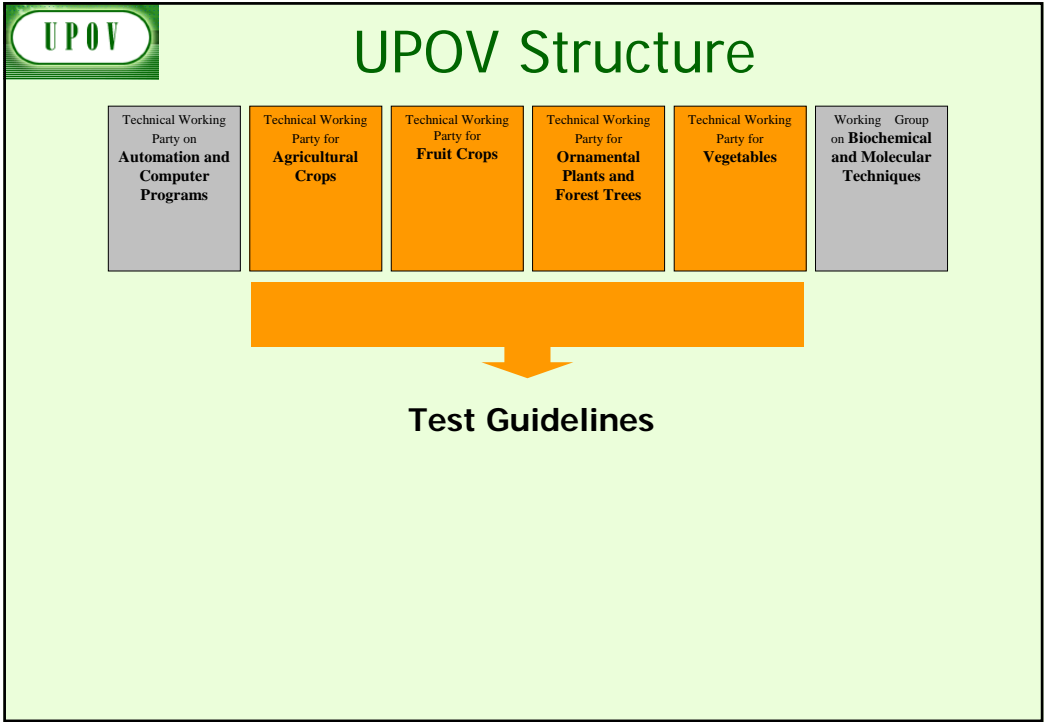 UPOV
UPOV Structure
Technical Working
Party on
Automation and
Computer
Programs
Technical Working
Party for
Agricultural
Crops
Technical Working
Party for
Fruit Crops
Technical Working
Party for
Ornamental
Plants and
Forest Trees
Technical Working
Party for
Vegetables
Working Group
on Biochemical
and Molecular
Techniques
Test Guidelines